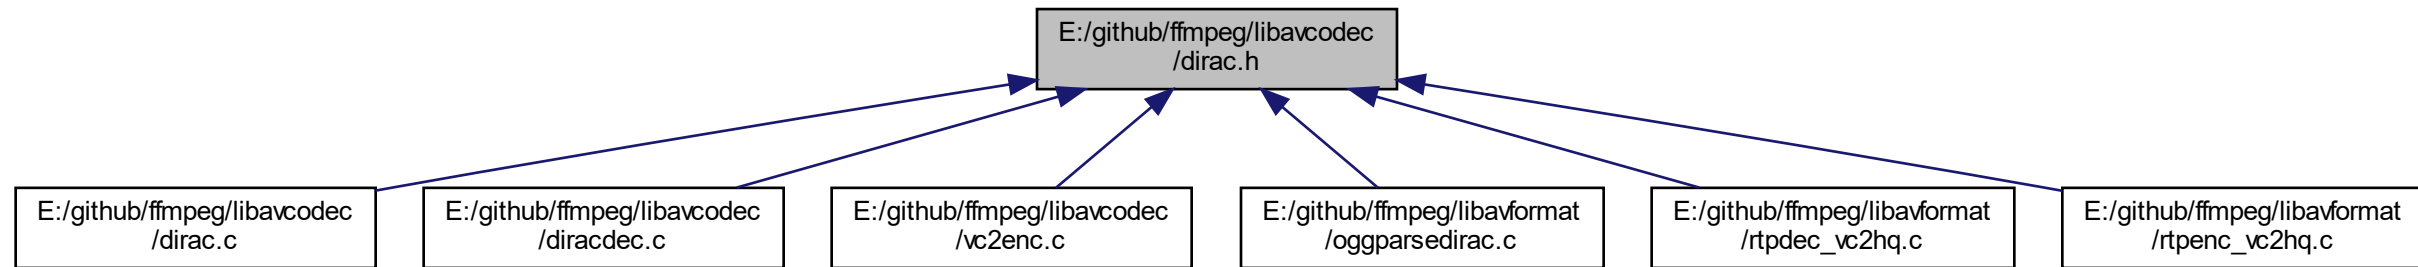 E:/github/ffmpeg/libavcodec
/dirac.h
E:/github/ffmpeg/libavcodec
/dirac.c
E:/github/ffmpeg/libavcodec
/diracdec.c
E:/github/ffmpeg/libavcodec
/vc2enc.c
E:/github/ffmpeg/libavformat
/oggparsedirac.c
E:/github/ffmpeg/libavformat
/rtpdec_vc2hq.c
E:/github/ffmpeg/libavformat
/rtpenc_vc2hq.c